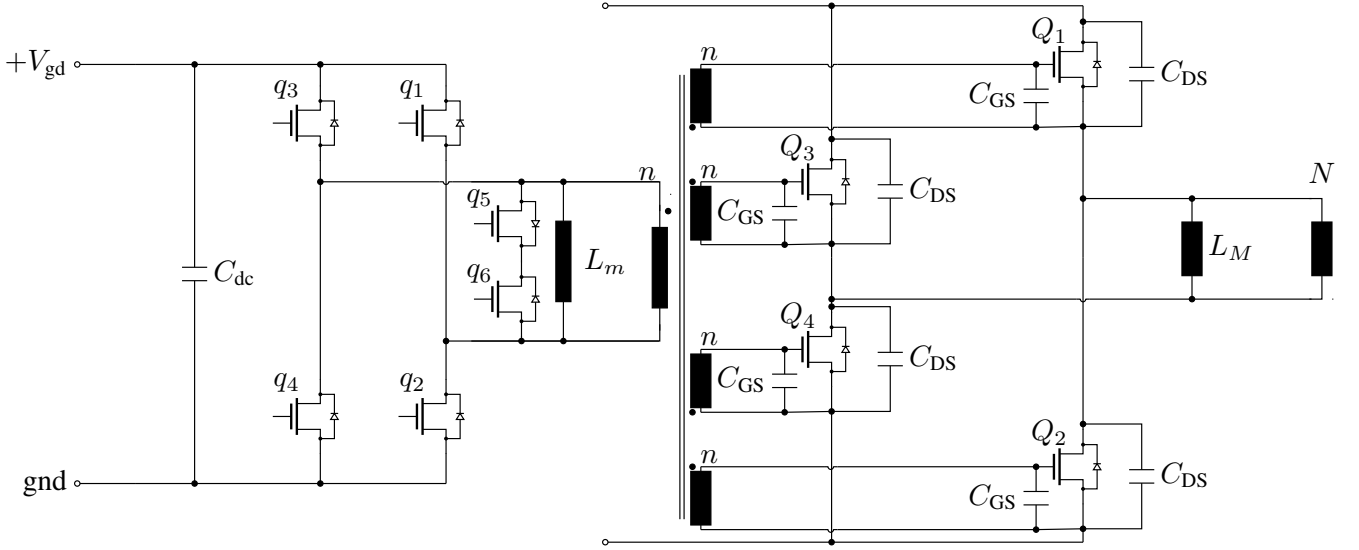 +V_gd
gnd
C_dc
q_3
q_1
q_4
q_2
q_5
q_6
L_m
n
n
n
n
n
C_GS
C_GS
C_GS
C_GS
Q_1
C_DS
Q_3
C_DS
Q_4
C_DS
Q_2
C_DS
L_M
N